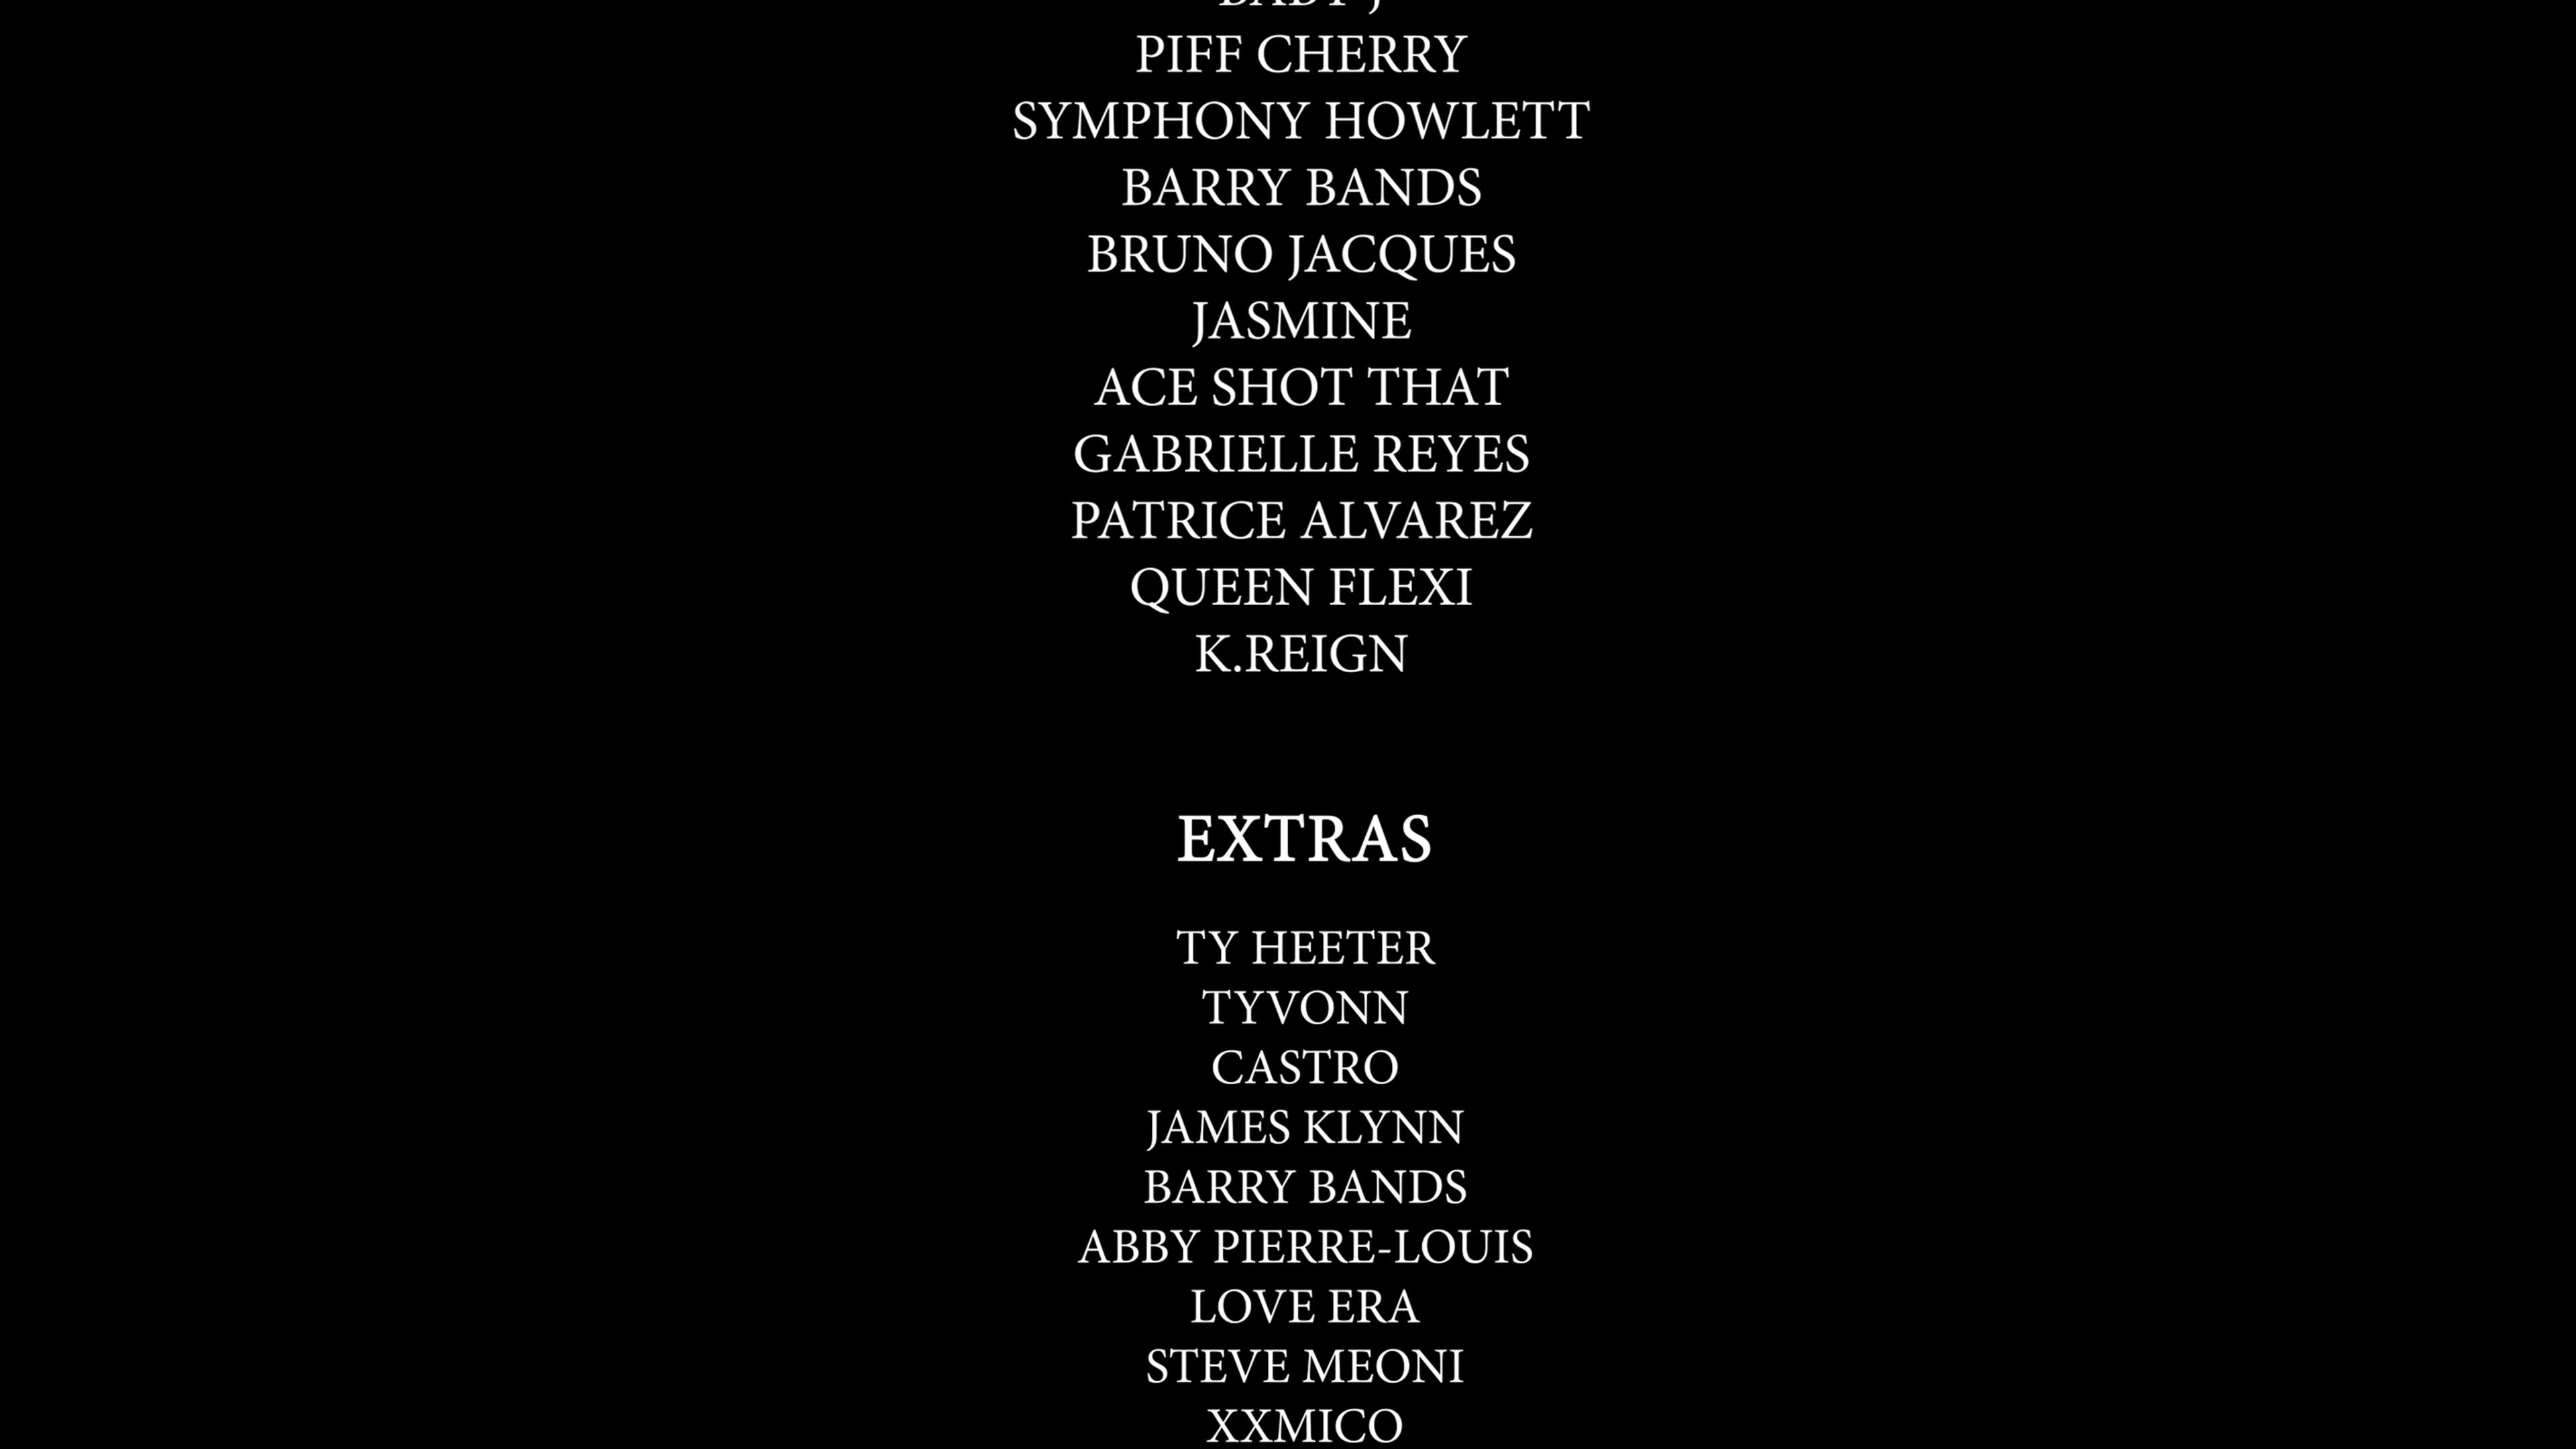 BABY J
PIFF CHERRY
SYMPHONY HOWLETT
BARRY BANDS
BRUNO JACQUES
JASMINE
ACE SHOT THAT
GABRIELLE REYES
PATRICE ALVAREZ
QUEEN FLEXI
K.REIGN
EXTRAS
TY HEETER
TYVONN
CASTRO
JAMES KLYNN
BARRY BANDS
ABBY PIERRE-LOUIS
LOVE ERA
STEVE MEONI
XXMICO